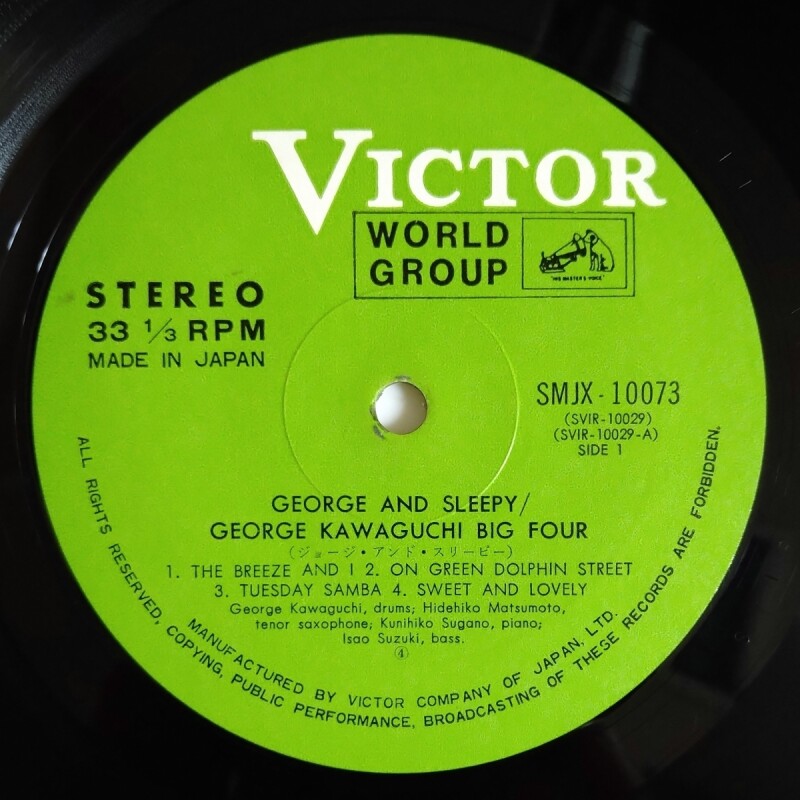 VICTOR
WORLD
GROUP
"HIS MASTER'S VOICE"
STEREO
33 1/3 RPM
MADE IN JAPAN
SMJX-10073
(SVIR-10029)
(SVIR-10029-A)
SIDE 1
GEORGE AND SLEEPY/
GEORGE KAWAGUCHI BIG FOUR
(ジョージ・アンド・スリーピー)
1. THE BREEZE AND I 2. ON GREEN DOLPHIN STREET
3. TUESDAY SAMBA 4. SWEET AND LOVELY
George Kawaguchi, drums; Hidehiko Matsumoto,
tenor saxophone; Kunihiko Sugano, piano;
Isao Suzuki, bass.
④
MANUFACTURED BY VICTOR COMPANY OF JAPAN, LTD.
ALL RIGHTS RESERVED, COPYING, PUBLIC PERFORMANCE, BROADCASTING OF THESE RECORDS ARE FORBIDDEN.